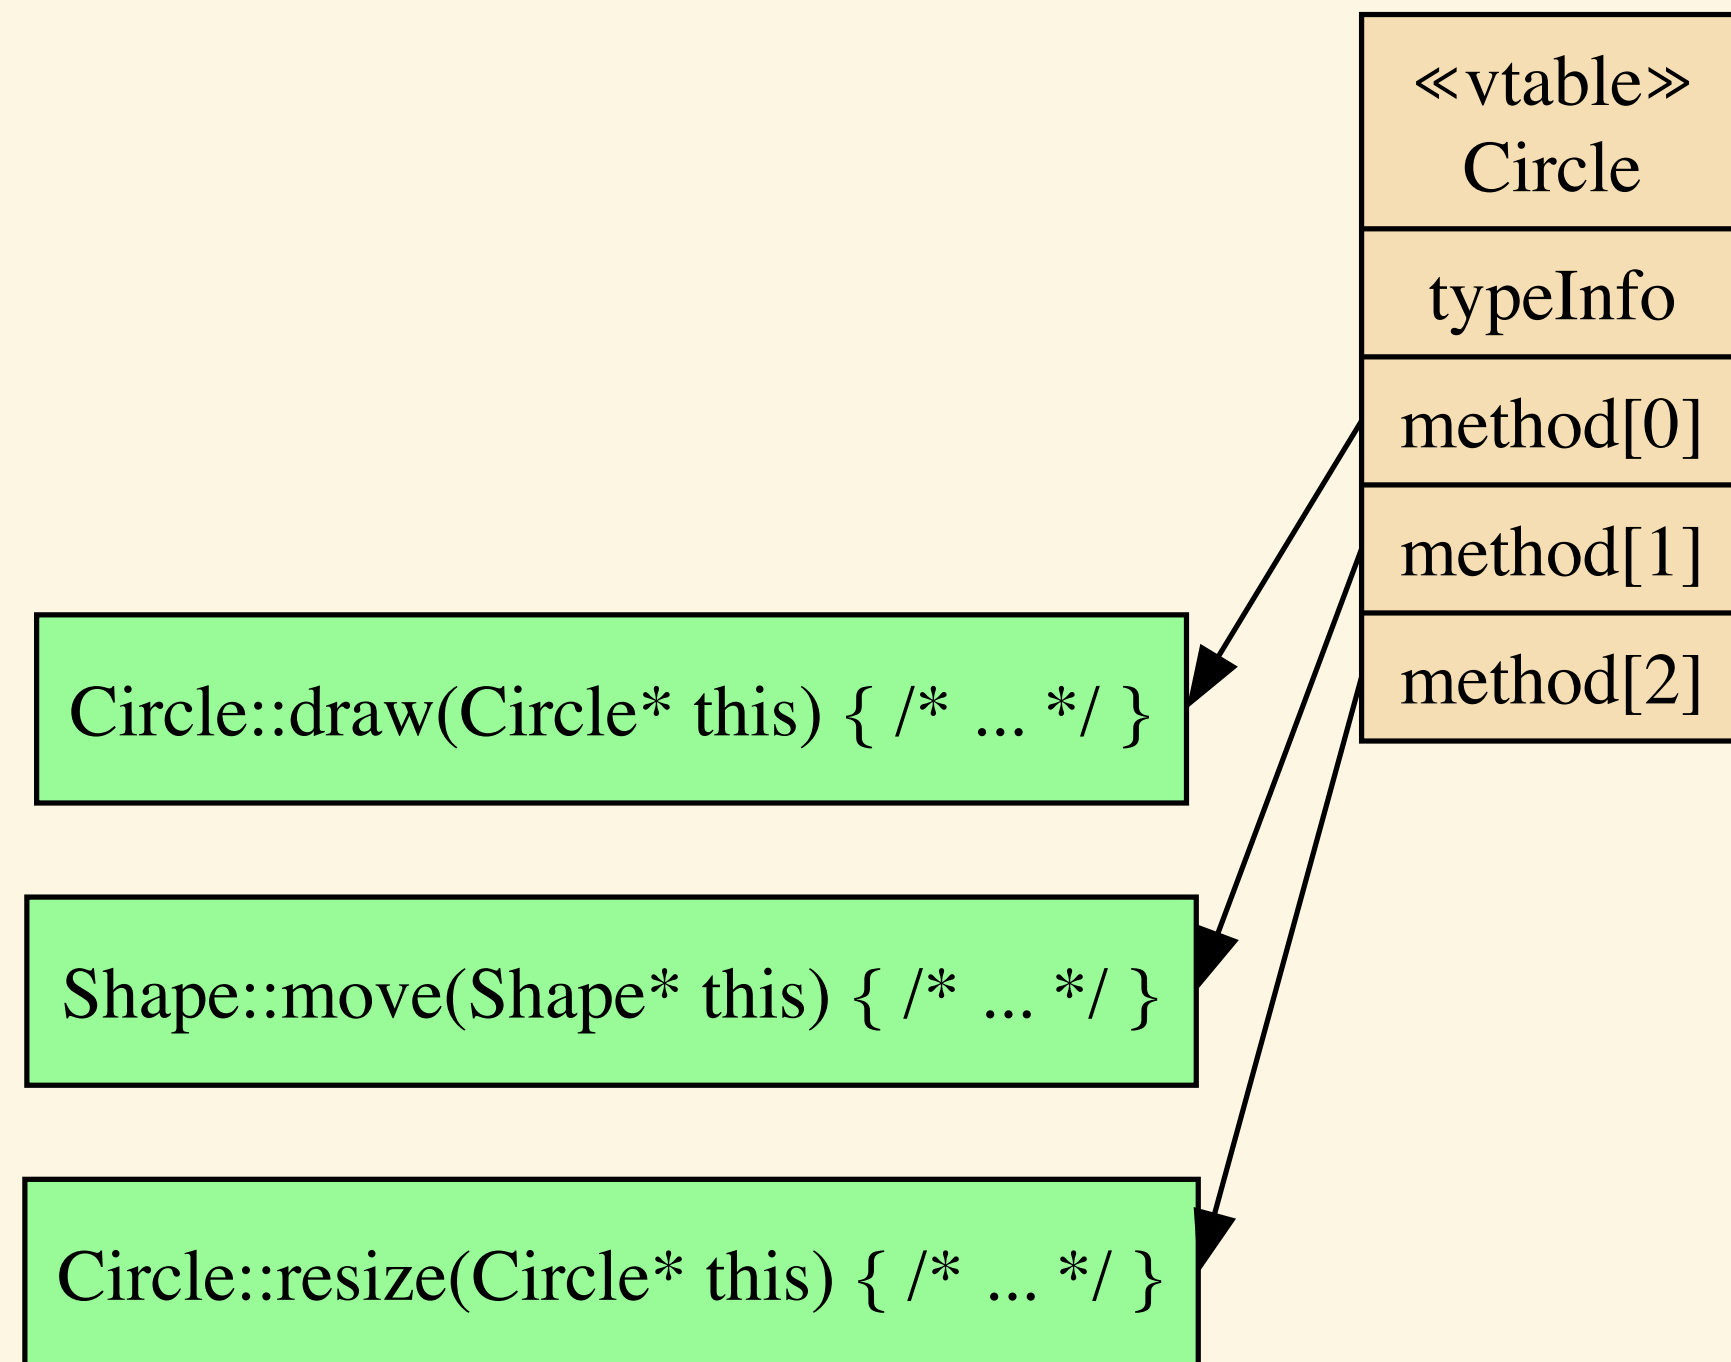 ≪vtable≫
Circle
typeInfo
method[0]
method[1]
method[2]
Circle::draw(Circle* this) { /* ... */ }
Shape::move(Shape* this) { /* ... */ }
Circle::resize(Circle* this) { /* ... */ }